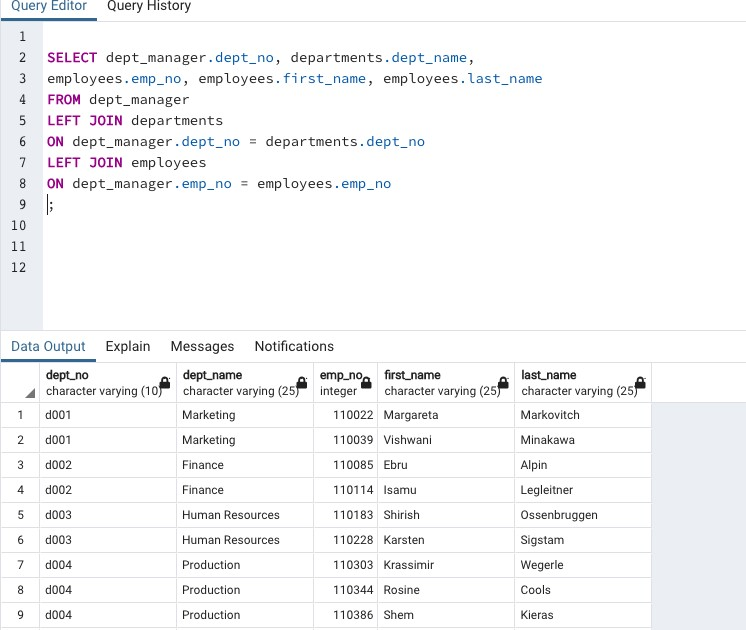 Query Editor Query History
1
2 SELECT dept_manager.dept_no, departments.dept_name,
3 employees.emp_no, employees.first_name, employees.last_name
4 FROM dept_manager
5 LEFT JOIN departments
6 ON dept_manager.dept_no = departments.dept_no
7 LEFT JOIN employees
8 ON dept_manager.emp_no = employees.emp_no
9 ;
10
11
12
Data Output Explain Messages Notifications
dept_no dept_name emp_no first_name last_name
character varying (10) character varying (25) integer character varying (25) character varying (25)
1 d001 Marketing 110022 Margareta Markovitch
2 d001 Marketing 110039 Vishwani Minakawa
3 d002 Finance 110085 Ebru Alpin
4 d002 Finance 110114 Isamu Legleitner
5 d003 Human Resources 110183 Shirish Ossenbruggen
6 d003 Human Resources 110228 Karsten Sigstam
7 d004 Production 110303 Krassimir Wegerle
8 d004 Production 110344 Rosine Cools
9 d004 Production 110386 Shem Kieras